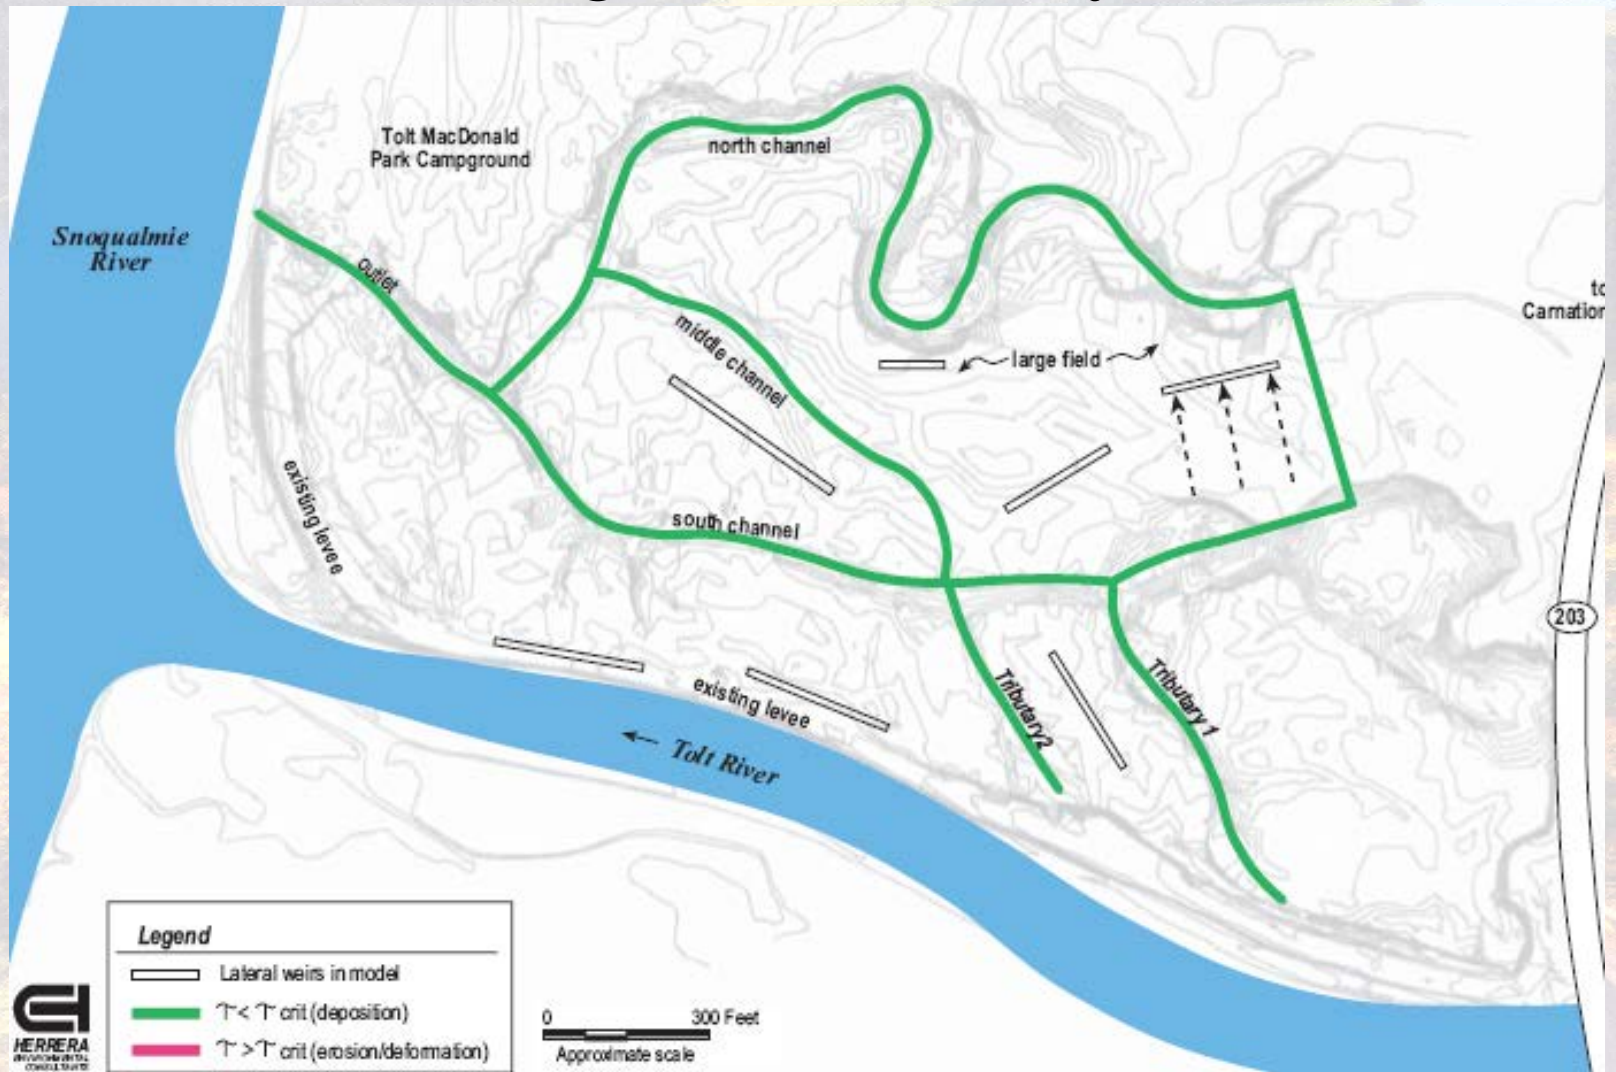 Tolt MacDonald
Park Campground
north channel
Snoqualmie
River
outlet
to
Carnation
middle channel
large field
existing levee
south channel
203
Tributary 1
Tributary2
existing levee
Tolt River
Legend
Lateral weirs in model
T < T crit (deposition)
T > T crit (erosion/deformation)
0 300 Feet
Approximate scale
HERRERA
ENVIRONMENTAL
CONSULTANTS